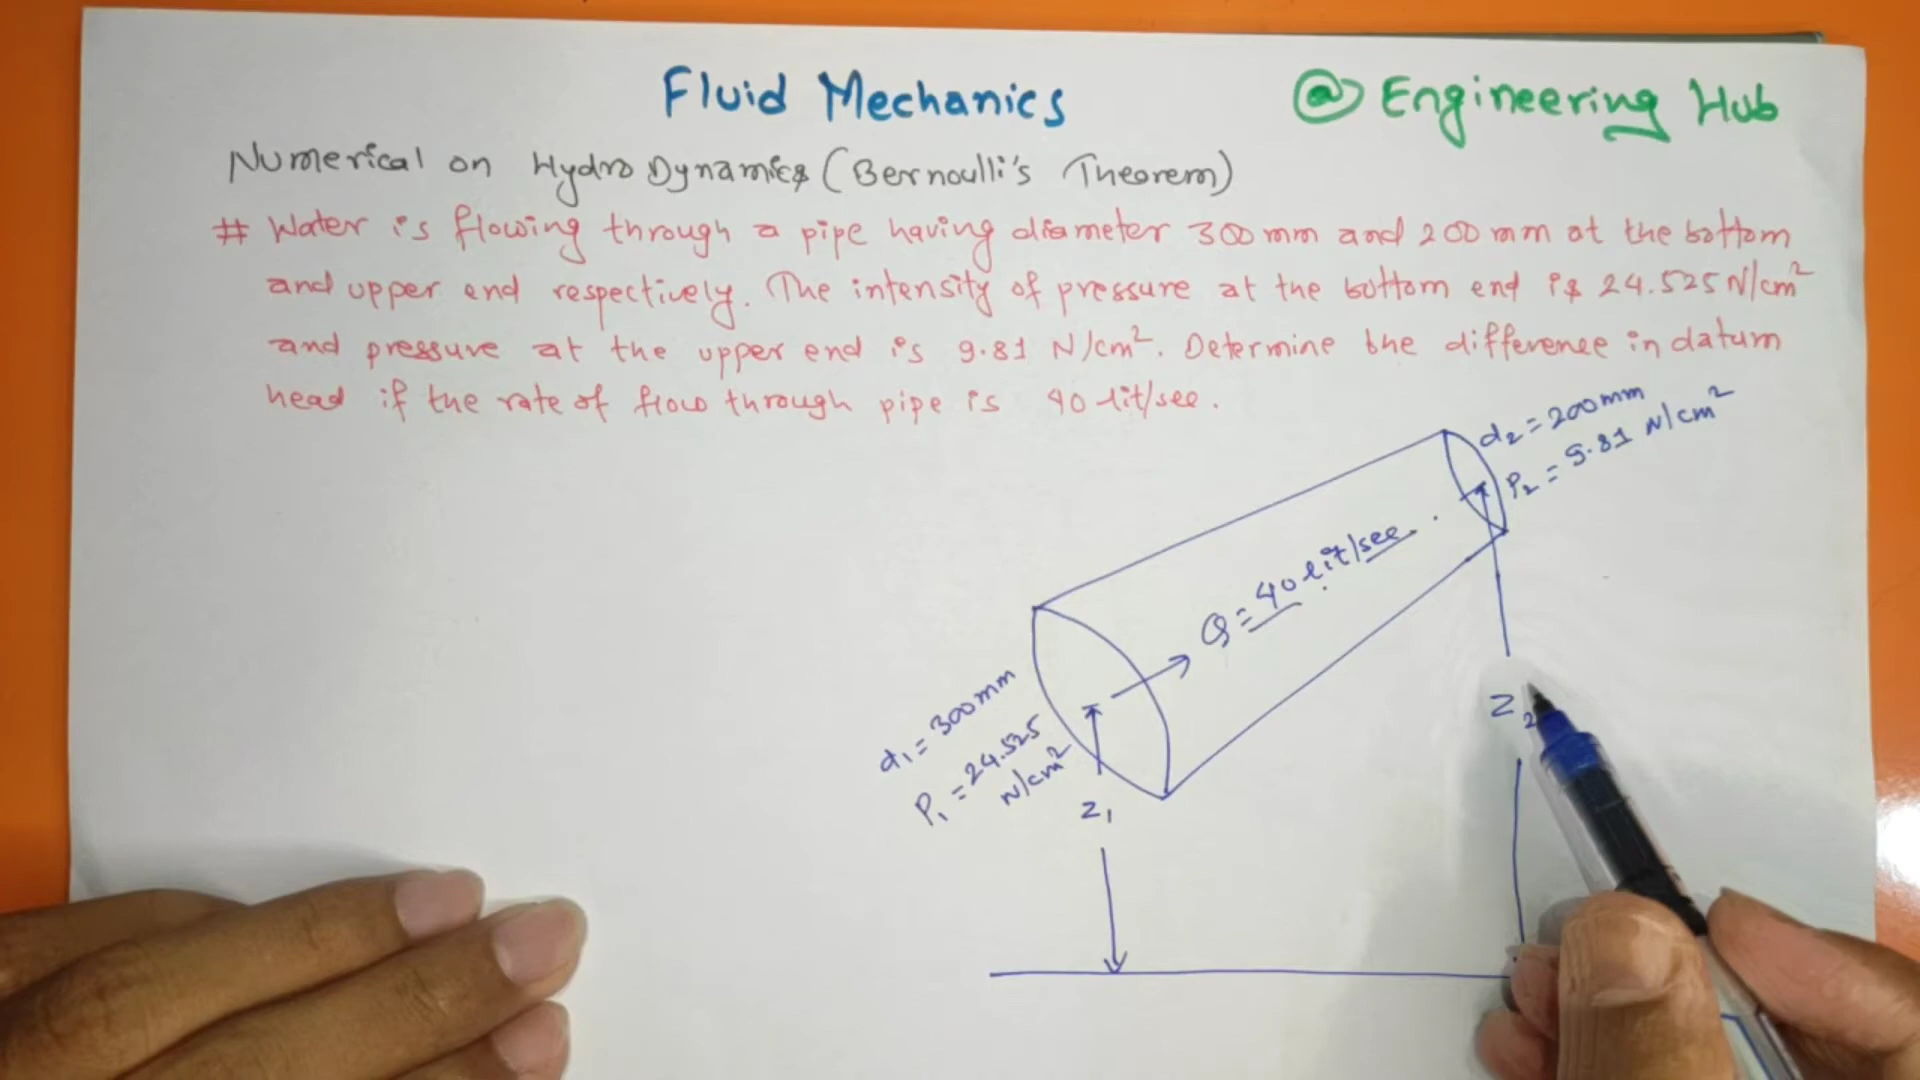 Fluid Mechanics
@ Engineering Hub
Numerical on Hydro Dynamics (Bernoulli's Theorem)
# Water is flowing through a pipe having diameter 300 mm and 200 mm at the bottom
and upper end respectively. The intensity of pressure at the bottom end is 24.525 N/cm²
and pressure at the upper end is 9.81 N/cm². Determine the difference in datum
head if the rate of flow through pipe is 40 lit/sec.
d₂ = 200mm
P₂ = 9.81 N/cm²
Q = 40 lit/sec.
d₁ = 300mm
P₁ = 24.525
N/cm²
Z₁
Z₂